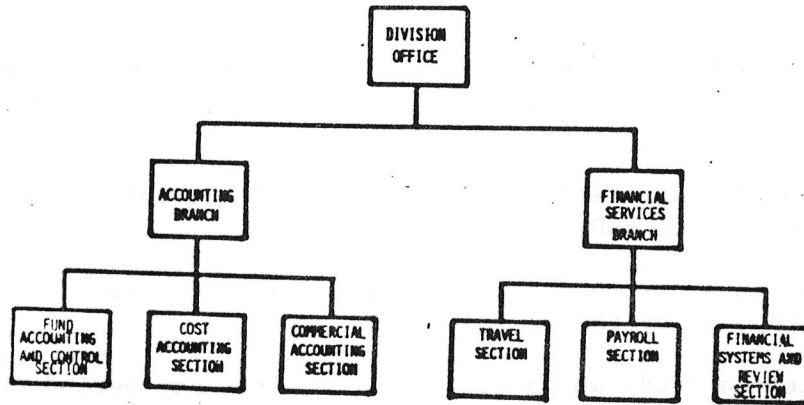 DIVISION
OFFICE
ACCOUNTING
BRANCH
FINANCIAL
SERVICES
BRANCH
FUND
ACCOUNTING
AND CONTROL
SECTION
COST
ACCOUNTING
SECTION
COMMERCIAL
ACCOUNTING
SECTION
TRAVEL
SECTION
PAYROLL
SECTION
FINANCIAL
SYSTEMS AND
REVIEW
SECTION